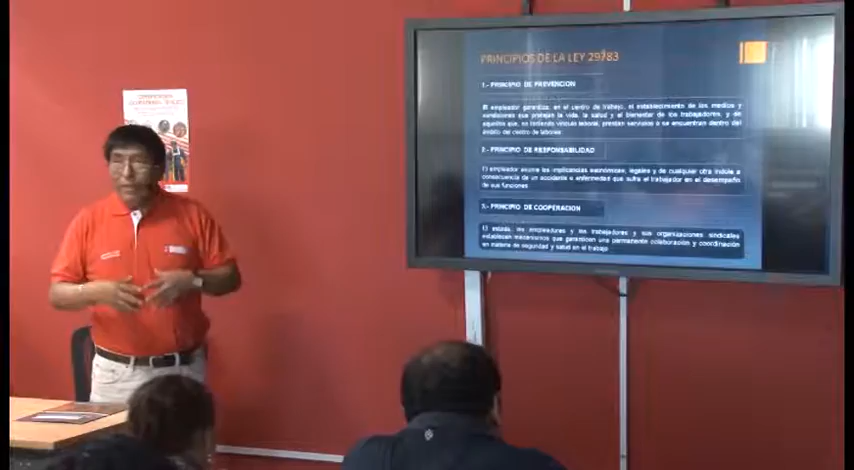 PRINCIPIOS DE LA LEY 29783
1.- PRINCIPIO DE PREVENCION
El empleador garantiza, en el centro de trabajo, el establecimiento de los medios y
condiciones que protejan la vida, la salud y el bienestar de los trabajadores, y de
aquellos que, no teniendo vínculo laboral, prestan servicios o se encuentran dentro del
ámbito del centro de labores.
2.- PRINCIPIO DE RESPONSABILIDAD
El empleador asume las implicancias económicas, legales y de cualquier otra índole a
consecuencia de un accidente o enfermedad que sufra el trabajador en el desempeño
de sus funciones
3.- PRINCIPIO DE COOPERACION
El estado, los empleadores y los trabajadores y sus organizaciones sindicales
establecen mecanismos que garanticen una permanente colaboración y coordinación
en materia de seguridad y salud en el trabajo